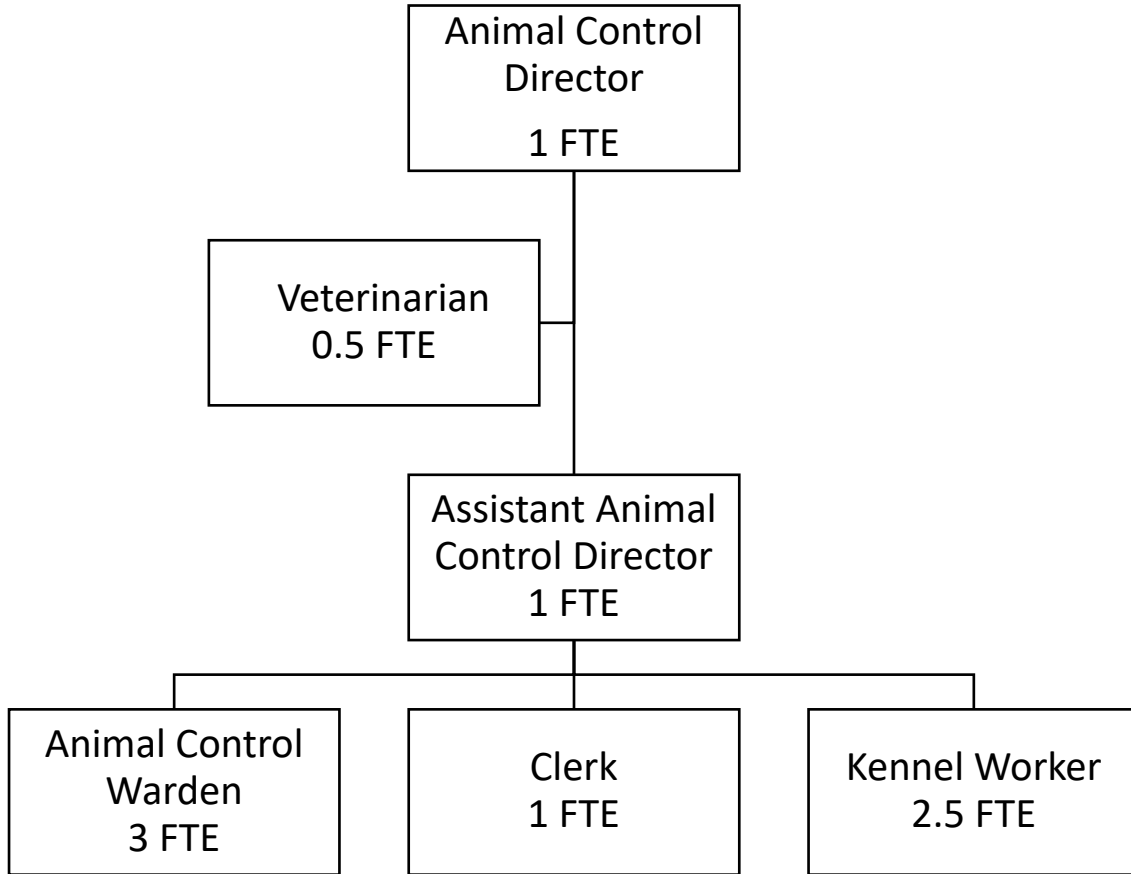 Animal Control
Director
1 FTE
Veterinarian
0.5 FTE
Assistant Animal
Control Director
1 FTE
Animal Control
Warden
3 FTE
Clerk
1 FTE
Kennel Worker
2.5 FTE